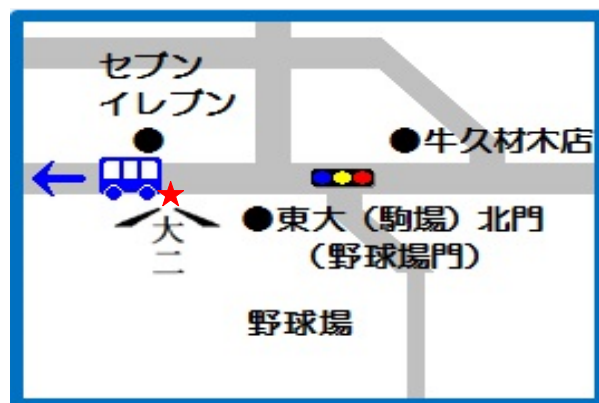 セブン
イレブン
●牛久材木店
●東大（駒場）北門
（野球場門）
大
二
野球場